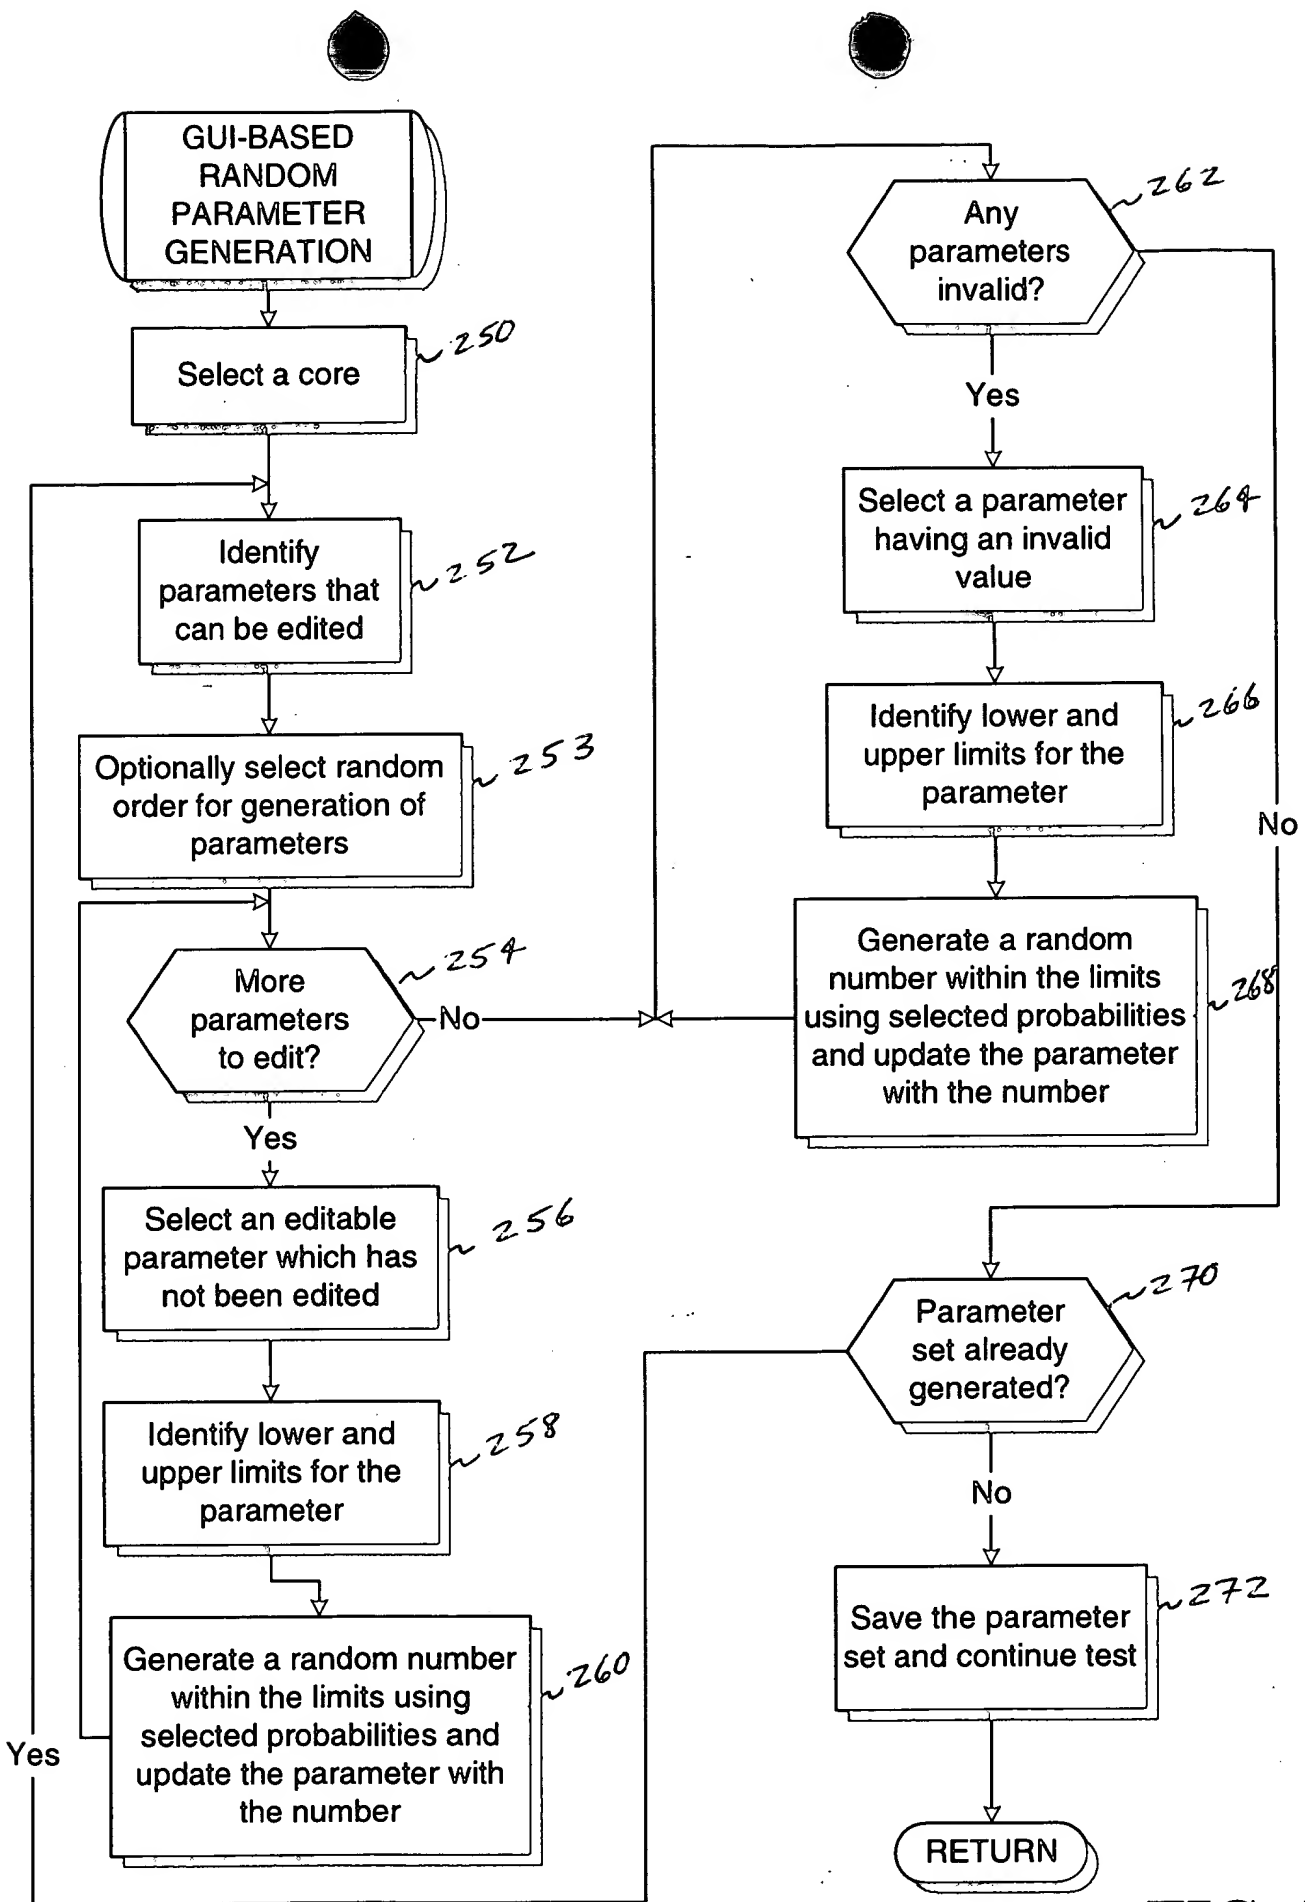 GUI-BASED
RANDOM
PARAMETER
GENERATION
250
Select a core
Identify
parameters that
can be edited
252
Optionally select random
order for generation of
parameters
253
More
parameters
to edit?
254
No
Yes
Select an editable
parameter which has
not been edited
256
Identify lower and
upper limits for the
parameter
258
Generate a random number
within the limits using
selected probabilities and
update the parameter with
the number
260
Yes
Any
parameters
invalid?
262
Yes
No
Select a parameter
having an invalid
value
264
Identify lower and
upper limits for the
parameter
266
Generate a random
number within the limits
using selected probabilities
and update the parameter
with the number
268
Parameter
set already
generated?
270
No
Save the parameter
set and continue test
272
RETURN